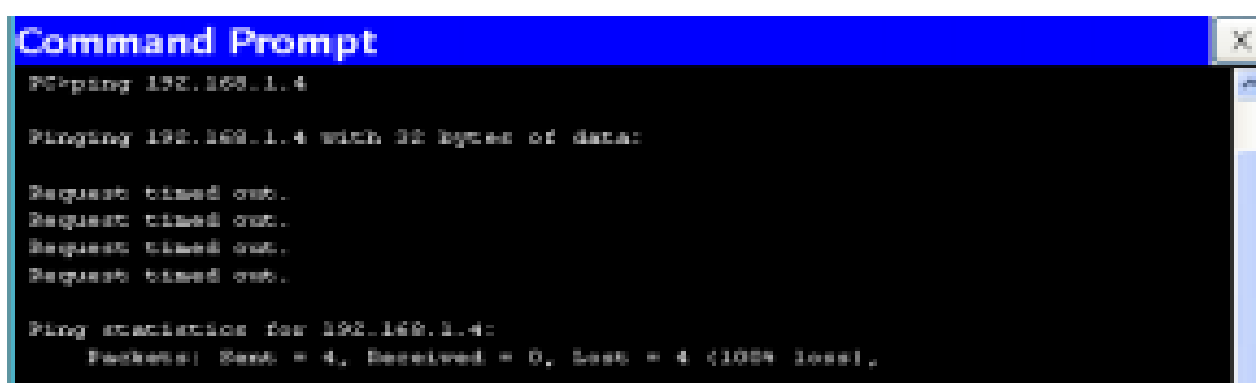 Command Prompt
PC>ping 192.168.1.4
Pinging 192.168.1.4 with 32 bytes of data:
Request timed out.
Request timed out.
Request timed out.
Request timed out.
Ping statistics for 192.168.1.4:
Packets: Sent = 4, Received = 0, Lost = 4 (100% loss),